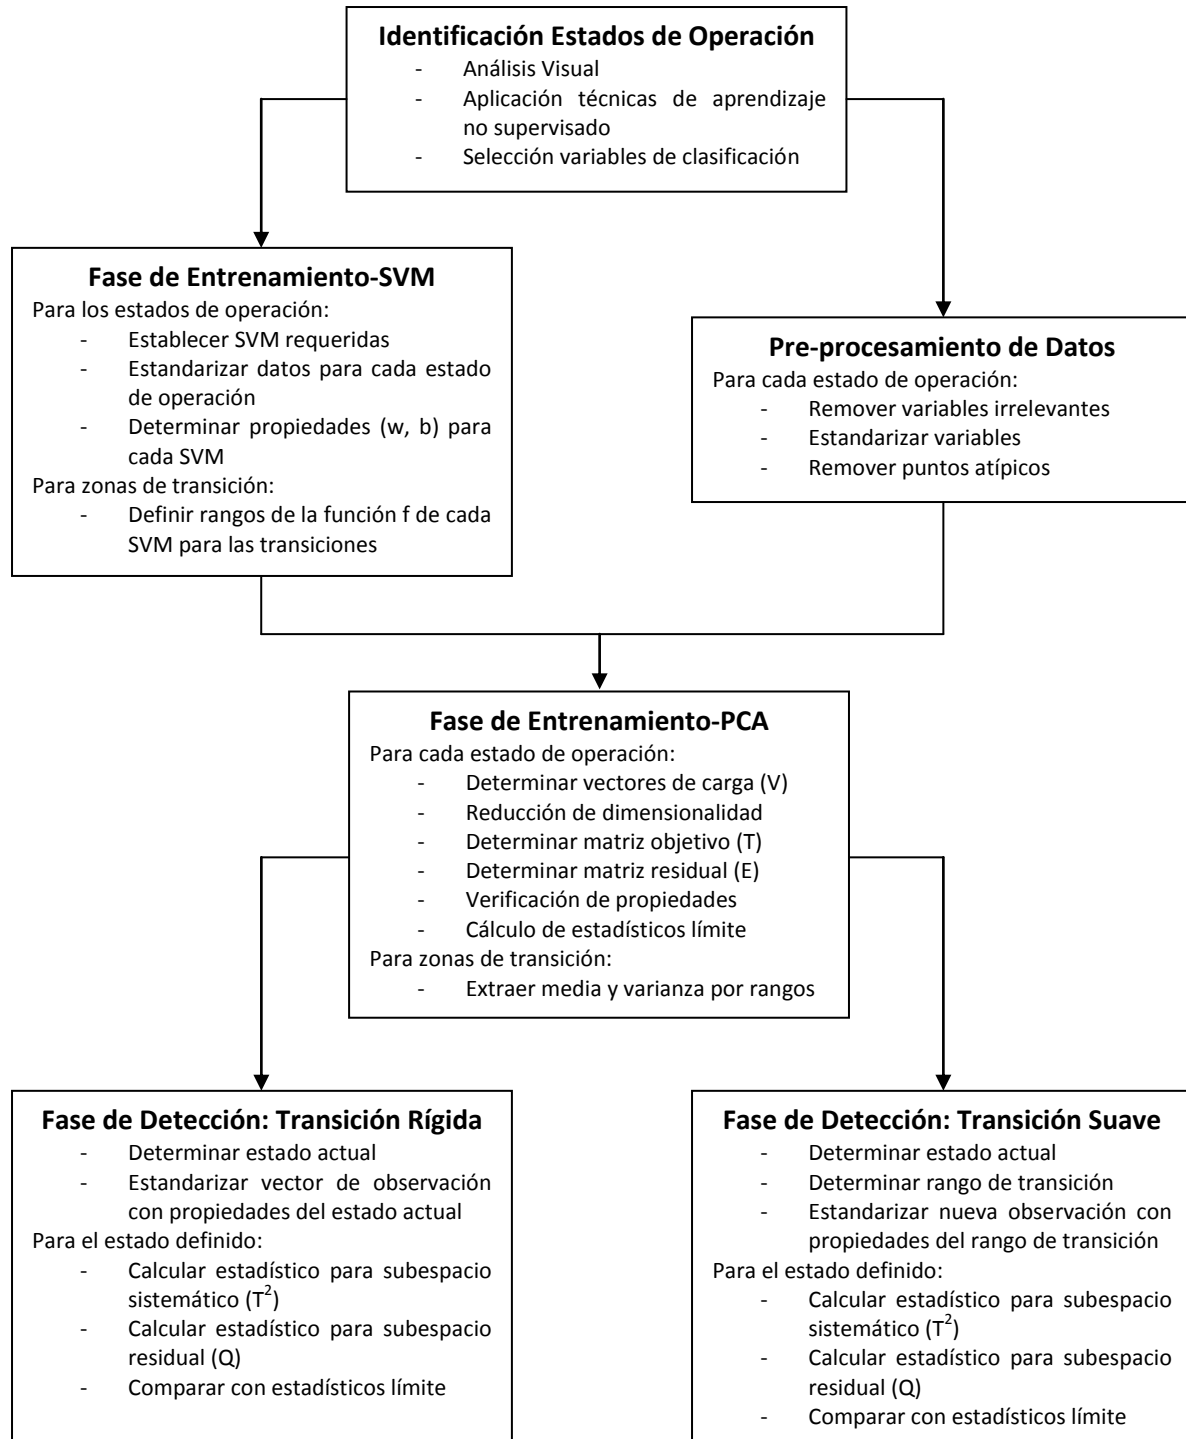 Identificación Estados de Operación
- Análisis Visual
- Aplicación técnicas de aprendizaje
no supervisado
- Selección variables de clasificación
Fase de Entrenamiento-SVM
Para los estados de operación:
- Establecer SVM requeridas
- Estandarizar datos para cada estado
de operación
- Determinar propiedades (w, b) para
cada SVM
Para zonas de transición:
- Definir rangos de la función f de cada
SVM para las transiciones
Pre-procesamiento de Datos
Para cada estado de operación:
- Remover variables irrelevantes
- Estandarizar variables
- Remover puntos atípicos
Fase de Entrenamiento-PCA
Para cada estado de operación:
- Determinar vectores de carga (V)
- Reducción de dimensionalidad
- Determinar matriz objetivo (T)
- Determinar matriz residual (E)
- Verificación de propiedades
- Cálculo de estadísticos límite
Para zonas de transición:
- Extraer media y varianza por rangos
Fase de Detección: Transición Rígida
- Determinar estado actual
- Estandarizar vector de observación
con propiedades del estado actual
Para el estado definido:
- Calcular estadístico para subespacio
sistemático (T²)
- Calcular estadístico para subespacio
residual (Q)
- Comparar con estadísticos límite
Fase de Detección: Transición Suave
- Determinar estado actual
- Determinar rango de transición
- Estandarizar nueva observación con
propiedades del rango de transición
Para el estado definido:
- Calcular estadístico para subespacio
sistemático (T²)
- Calcular estadístico para subespacio
residual (Q)
- Comparar con estadísticos límite